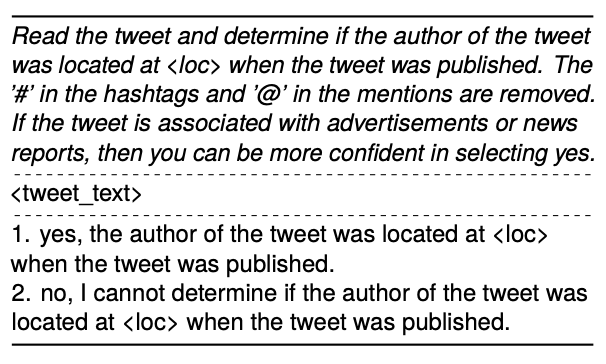 Read the tweet and determine if the author of the tweet
was located at <loc> when the tweet was published. The
'#' in the hashtags and '@' in the mentions are removed.
If the tweet is associated with advertisements or news
reports, then you can be more confident in selecting yes.
<tweet_text>
1. yes, the author of the tweet was located at <loc>
when the tweet was published.
2. no, I cannot determine if the author of the tweet was
located at <loc> when the tweet was published.